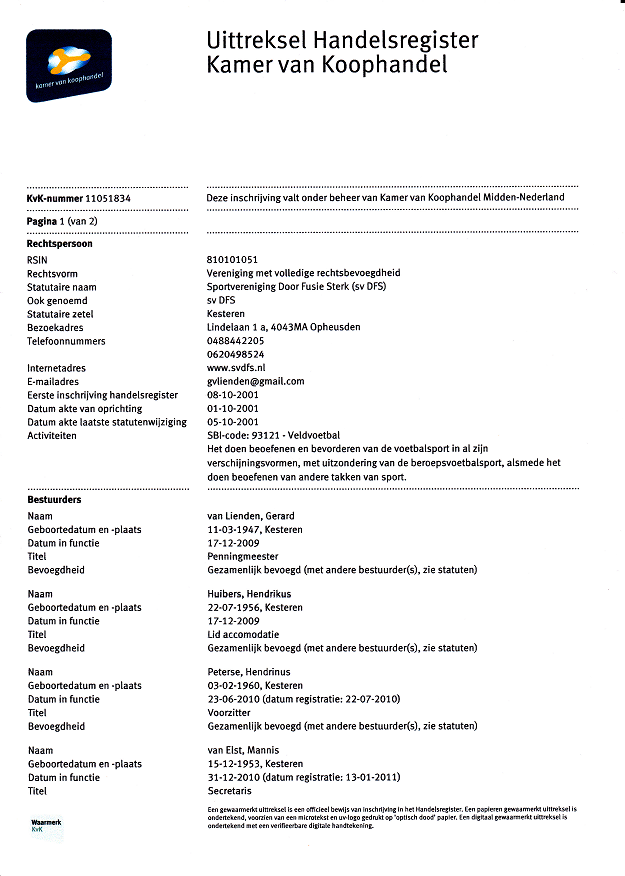 kamer van koophandel
Uittreksel Handelsregister
Kamer van Koophandel
KvK-nummer 11051834 Deze inschrijving valt onder beheer van Kamer van Koophandel Midden-Nederland
Pagina 1 (van 2)
Rechtspersoon
RSIN 810101051
Rechtsvorm Vereniging met volledige rechtsbevoegdheid
Statutaire naam Sportvereniging Door Fusie Sterk (sv DFS)
Ook genoemd sv DFS
Statutaire zetel Kesteren
Bezoekadres Lindelaan 1 a, 4043MA Opheusden
Telefoonnummers 0488442205
0620498524
Internetadres www.svdfs.nl
E-mailadres gvlienden@gmail.com
Eerste inschrijving handelsregister 08-10-2001
Datum akte van oprichting 01-10-2001
Datum akte laatste statutenwijziging 05-10-2001
Activiteiten SBI-code: 93121 - Veldvoetbal
Het doen beoefenen en bevorderen van de voetbalsport in al zijn
verschijningsvormen, met uitzondering van de beroepsvoetbalsport, alsmede het
doen beoefenen van andere takken van sport.
Bestuurders
Naam van Lienden, Gerard
Geboortedatum en -plaats 11-03-1947, Kesteren
Datum in functie 17-12-2009
Titel Penningmeester
Bevoegdheid Gezamenlijk bevoegd (met andere bestuurder(s), zie statuten)
Naam Huibers, Hendrikus
Geboortedatum en -plaats 22-07-1956, Kesteren
Datum in functie 17-12-2009
Titel Lid accomodatie
Bevoegdheid Gezamenlijk bevoegd (met andere bestuurder(s), zie statuten)
Naam Peterse, Hendrinus
Geboortedatum en -plaats 03-02-1960, Kesteren
Datum in functie 23-06-2010 (datum registratie: 22-07-2010)
Titel Voorzitter
Bevoegdheid Gezamenlijk bevoegd (met andere bestuurder(s), zie statuten)
Naam van Elst, Mannis
Geboortedatum en -plaats 15-12-1953, Kesteren
Datum in functie 31-12-2010 (datum registratie: 13-01-2011)
Titel Secretaris
Waarmerk
KvK
Een gewaarmerkt uittreksel is een officieel bewijs van inschrijving in het Handelsregister. Een papieren gewaarmerkt uittreksel is
ondertekend, voorzien van een microtekst en uv-logo gedrukt op 'optisch dood' papier. Een digitaal gewaarmerkt uittreksel is
ondertekend met een verifieerbare digitale handtekening.